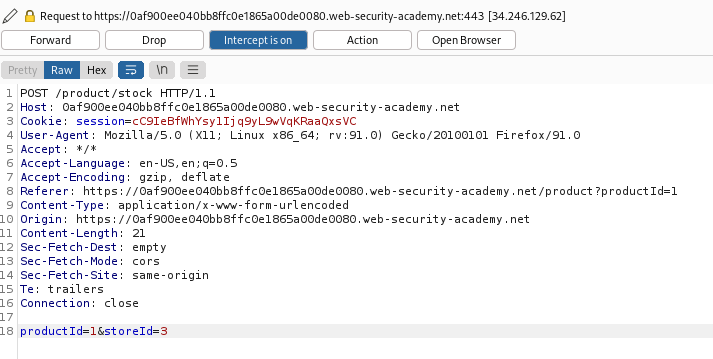 Request to https://0af900ee040bb8ffc0e1865a00de0080.web-security-academy.net:443 [34.246.129.62]
Forward Drop Intercept is on Action Open Browser
Pretty Raw Hex \n
1 POST /product/stock HTTP/1.1
2 Host: 0af900ee040bb8ffc0e1865a00de0080.web-security-academy.net
3 Cookie: session=cC9IeBfWhYsy1Ijq9yL9wVqKRaaQxsVC
4 User-Agent: Mozilla/5.0 (X11; Linux x86_64; rv:91.0) Gecko/20100101 Firefox/91.0
5 Accept: */*
6 Accept-Language: en-US,en;q=0.5
7 Accept-Encoding: gzip, deflate
8 Referer: https://0af900ee040bb8ffc0e1865a00de0080.web-security-academy.net/product?productId=1
9 Content-Type: application/x-www-form-urlencoded
10 Origin: https://0af900ee040bb8ffc0e1865a00de0080.web-security-academy.net
11 Content-Length: 21
12 Sec-Fetch-Dest: empty
13 Sec-Fetch-Mode: cors
14 Sec-Fetch-Site: same-origin
15 Te: trailers
16 Connection: close
17
18 productId=1&storeId=3